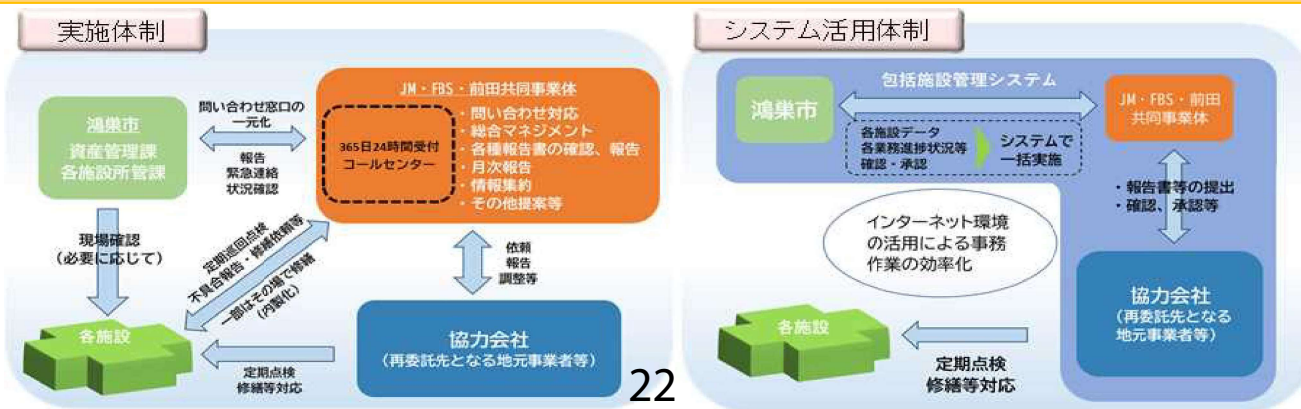 実施体制
鴻巣市
資産管理課
各施設所管課
問い合わせ窓口の
一元化
報告
緊急連絡
状況確認
JM・FBS・前田共同事業体
365日24時間受付
コールセンター
・問い合わせ対応
・総合マネジメント
・各種報告書の確認、報告
・月次報告
・情報集約
・その他提案等
現場確認
(必要に応じて)
定期巡回点検
不具合報告・修繕依頼等
一部はその場で修繕
(内製化)
依頼
報告
調整等
各施設
定期点検
修繕等対応
協力会社
(再委託先となる地元事業者等)
22
システム活用体制
包括施設管理システム
鴻巣市
JM・FBS・前田
共同事業体
各施設データ
各業務進捗状況等
確認・承認
システムで
一括実施
・報告書等の提出
・確認、承認等
インターネット環境
の活用による事務
作業の効率化
協力会社
(再委託先となる
地元事業者等)
各施設
定期点検
修繕等対応